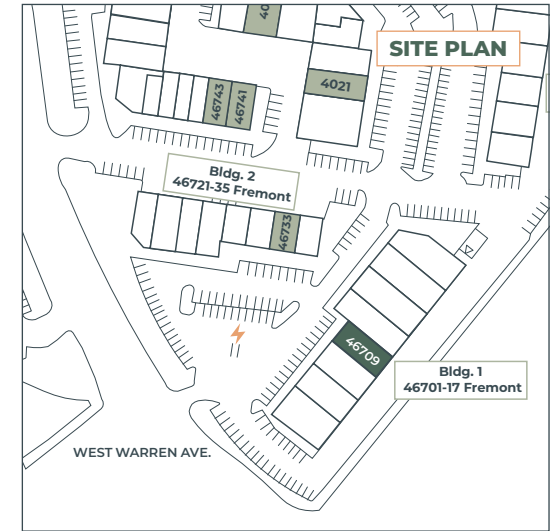 40
SITE PLAN
4021
46743
46741
Bldg. 2
46721-35 Fremont
46733
46709
Bldg. 1
46701-17 Fremont
WEST WARREN AVE.